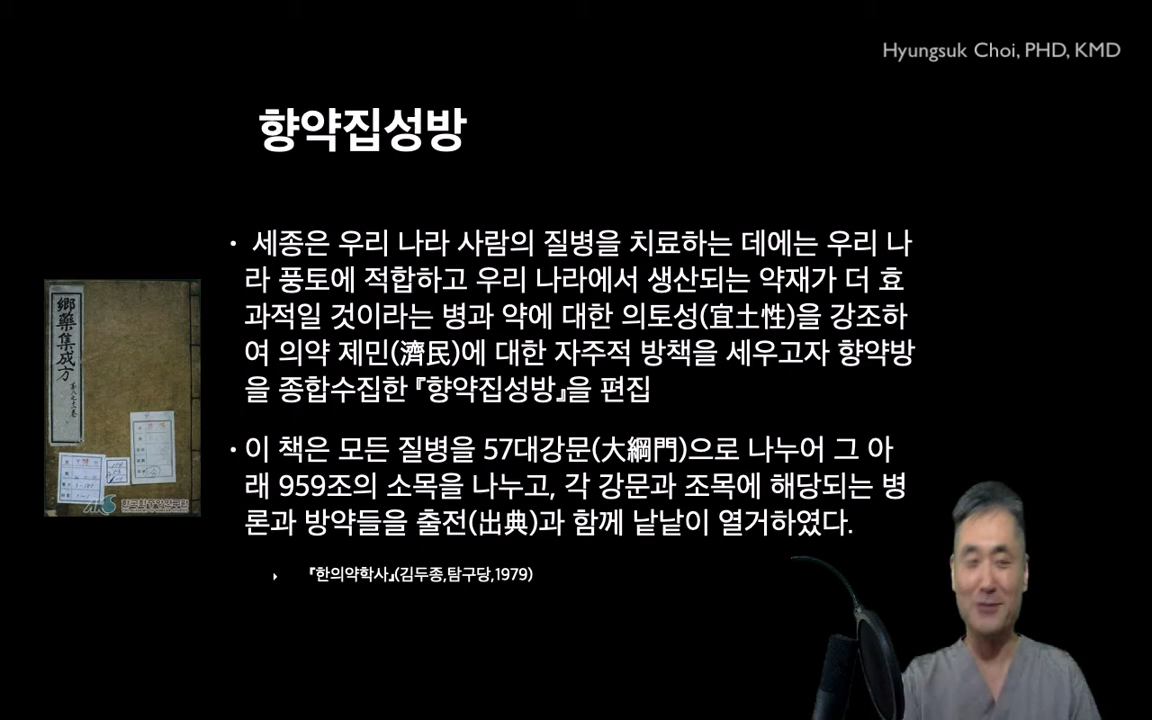 Hyungsuk Choi, PHD, KMD
향약집성방
• 세종은 우리 나라 사람의 질병을 치료하는 데에는 우리 나
라 풍토에 적합하고 우리 나라에서 생산되는 약재가 더 효
과적일 것이라는 병과 약에 대한 의토성(宜土性)을 강조하
여 의약 제민(濟民)에 대한 자주적 방책을 세우고자 향약방
을 종합수집한 『향약집성방』을 편집
• 이 책은 모든 질병을 57대강문(大綱門)으로 나누어 그 아
래 959조의 소목을 나누고, 각 강문과 조목에 해당되는 병
론과 방약들을 출전(出典)과 함께 낱낱이 열거하였다.
『한의약학사』(김두종,탐구당,1979)
鄕藥集成方